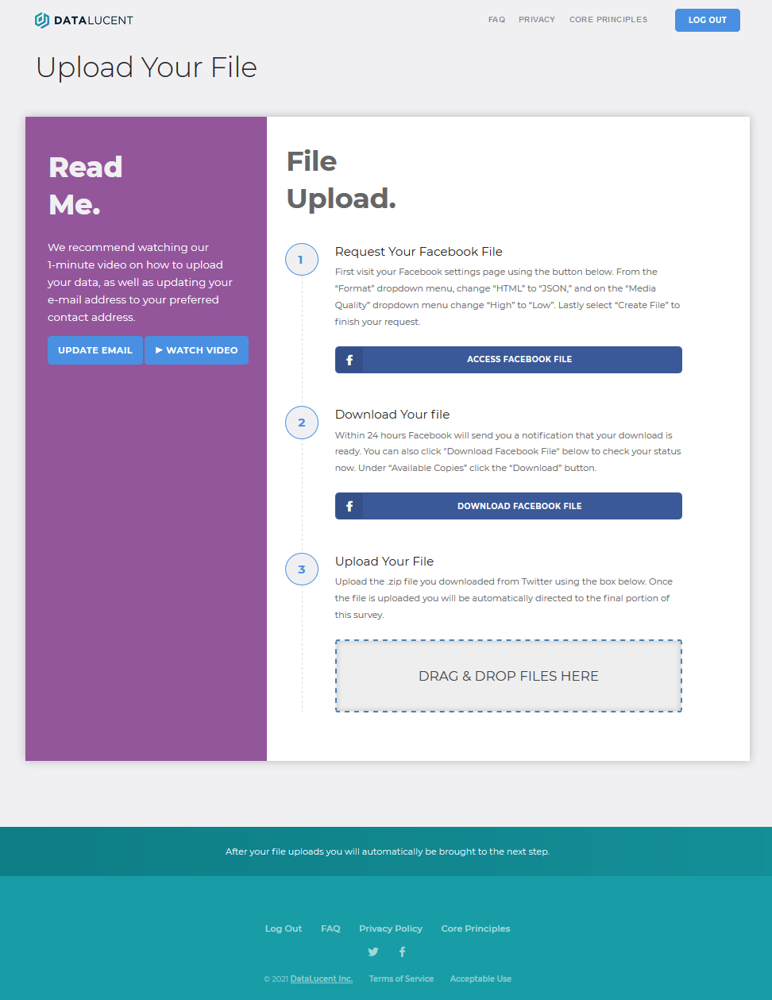 DATALUCENT
FAQ PRIVACY CORE PRINCIPLES LOG OUT
Upload Your File
Read
Me.
We recommend watching our
1-minute video on how to upload
your data, as well as updating your
e-mail address to your preferred
contact address.
UPDATE EMAIL ► WATCH VIDEO
File
Upload.
1
Request Your Facebook File
First visit your Facebook settings page using the button below. From the
“Format” dropdown menu, change “HTML” to “JSON,” and on the “Media
Quality” dropdown menu change “High” to “Low”. Lastly select “Create File” to
finish your request.
ACCESS FACEBOOK FILE
2
Download Your file
Within 24 hours Facebook will send you a notification that your download is
ready. You can also click "Download Facebook File" below to check your status
now. Under “Available Copies” click the “Download” button.
DOWNLOAD FACEBOOK FILE
3
Upload Your File
Upload the .zip file you downloaded from Twitter using the box below. Once
the file is uploaded you will be automatically directed to the final portion of
this survey.
DRAG & DROP FILES HERE
After your file uploads you will automatically be brought to the next step.
Log Out FAQ Privacy Policy Core Principles
© 2021 DataLucent Inc. Terms of Service Acceptable Use